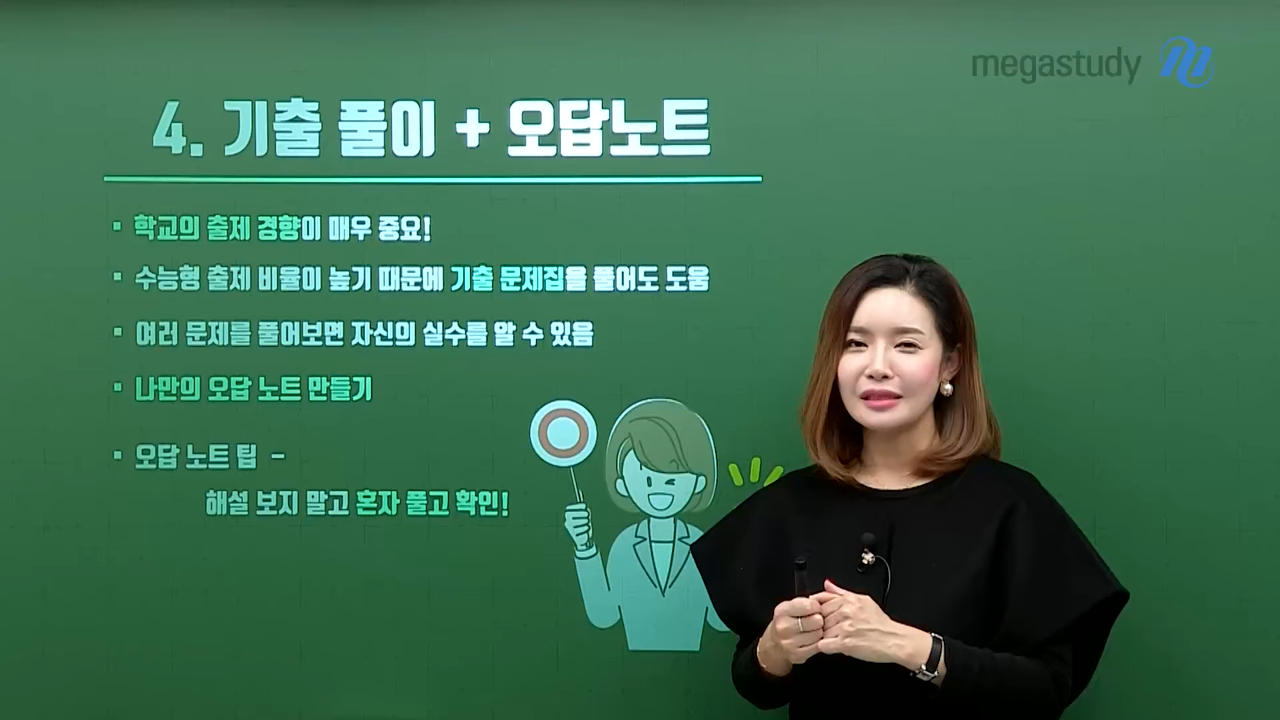 megastudy
4. 기출 풀이 + 오답노트
▪ 학교의 출제 경향이 매우 중요!
▪ 수능형 출제 비율이 높기 때문에 기출 문제집을 풀어도 도움
▪ 여러 문제를 풀어보면 자신의 실수를 알 수 있음
▪ 나만의 오답 노트 만들기
▪ 오답 노트 팁 -
해설 보지 말고 혼자 풀고 확인!